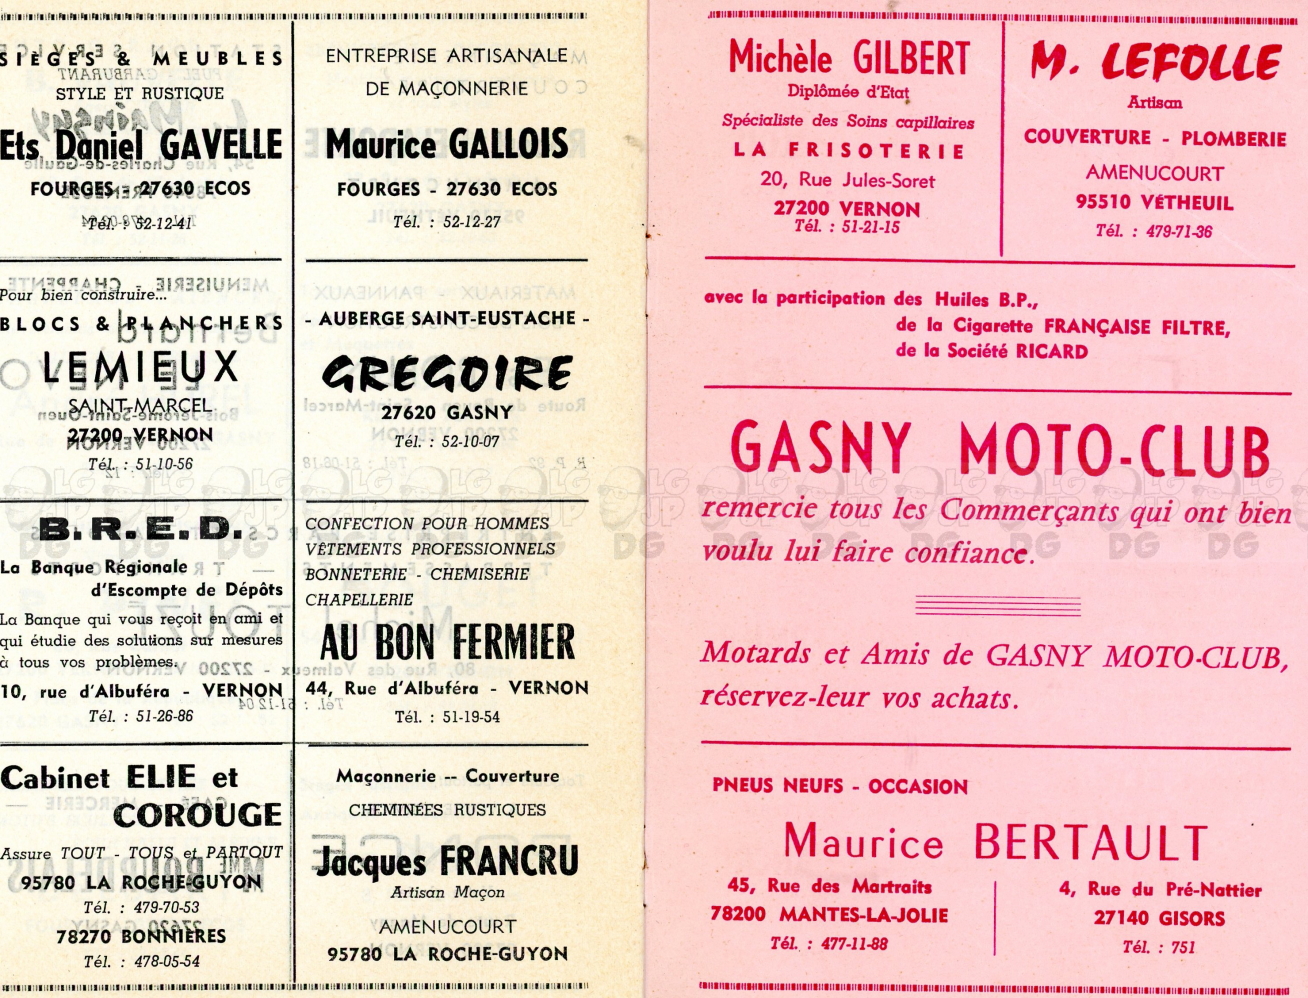 SIÈGES & MEUBLES
STYLE ET RUSTIQUE
Ets Daniel GAVELLE
FOURGES - 27630 ECOS
Tél. : 52-12-41
ENTREPRISE ARTISANALE
DE MAÇONNERIE
Maurice GALLOIS
FOURGES - 27630 ECOS
Tél. : 52-12-27
Pour bien construire...
BLOCS & PLANCHERS
LEMIEUX
SAINT-MARCEL
27200 VERNON
Tél. : 51-10-56
- AUBERGE SAINT-EUSTACHE -
GREGOIRE
27620 GASNY
Tél. : 52-10-07
B.R.E.D.
La Banque Régionale
d'Escompte de Dépôts
La Banque qui vous reçoit en ami et
qui étudie des solutions sur mesures
à tous vos problèmes.
10, rue d'Albuféra - VERNON
Tél. : 51-26-86
CONFECTION POUR HOMMES
VÊTEMENTS PROFESSIONNELS
BONNETERIE - CHEMISERIE
CHAPELLERIE
AU BON FERMIER
44, Rue d'Albuféra - VERNON
Tél. : 51-19-54
Cabinet ELIE et
COROUGE
Assure TOUT - TOUS et PARTOUT
95780 LA ROCHE-GUYON
Tél. : 479-70-53
78270 BONNIÈRES
Tél. : 478-05-54
Maçonnerie -- Couverture
CHEMINÉES RUSTIQUES
Jacques FRANCRU
Artisan Maçon
AMENUCOURT
95780 LA ROCHE-GUYON
Michèle GILBERT
Diplômée d'Etat
Spécialiste des Soins capillaires
LA FRISOTERIE
20, Rue Jules-Soret
27200 VERNON
Tél. : 51-21-15
M. LEFOLLE
Artisan
COUVERTURE - PLOMBERIE
AMENUCOURT
95510 VÉTHEUIL
Tél. : 479-71-36
avec la participation des Huiles B.P.,
de la Cigarette FRANÇAISE FILTRE,
de la Société RICARD
GASNY MOTO-CLUB
remercie tous les Commerçants qui ont bien
voulu lui faire confiance.
Motards et Amis de GASNY MOTO-CLUB,
réservez-leur vos achats.
PNEUS NEUFS - OCCASION
Maurice BERTAULT
45, Rue des Martraits
78200 MANTES-LA-JOLIE
Tél. : 477-11-88
4, Rue du Pré-Nattier
27140 GISORS
Tél. : 751